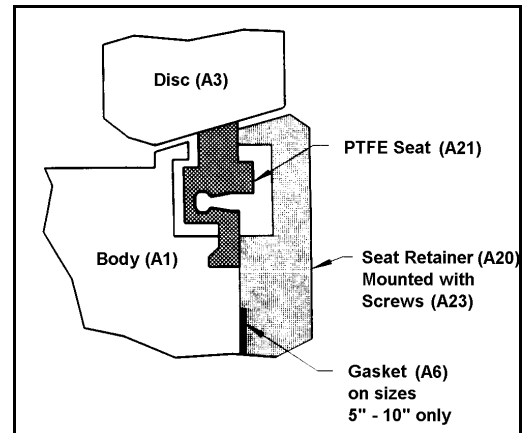 Disc (A3)
PTFE Seat (A21)
Body (A1)
Seat Retainer (A20)
Mounted with
Screws (A23)
Gasket (A6)
on sizes
5" - 10" only